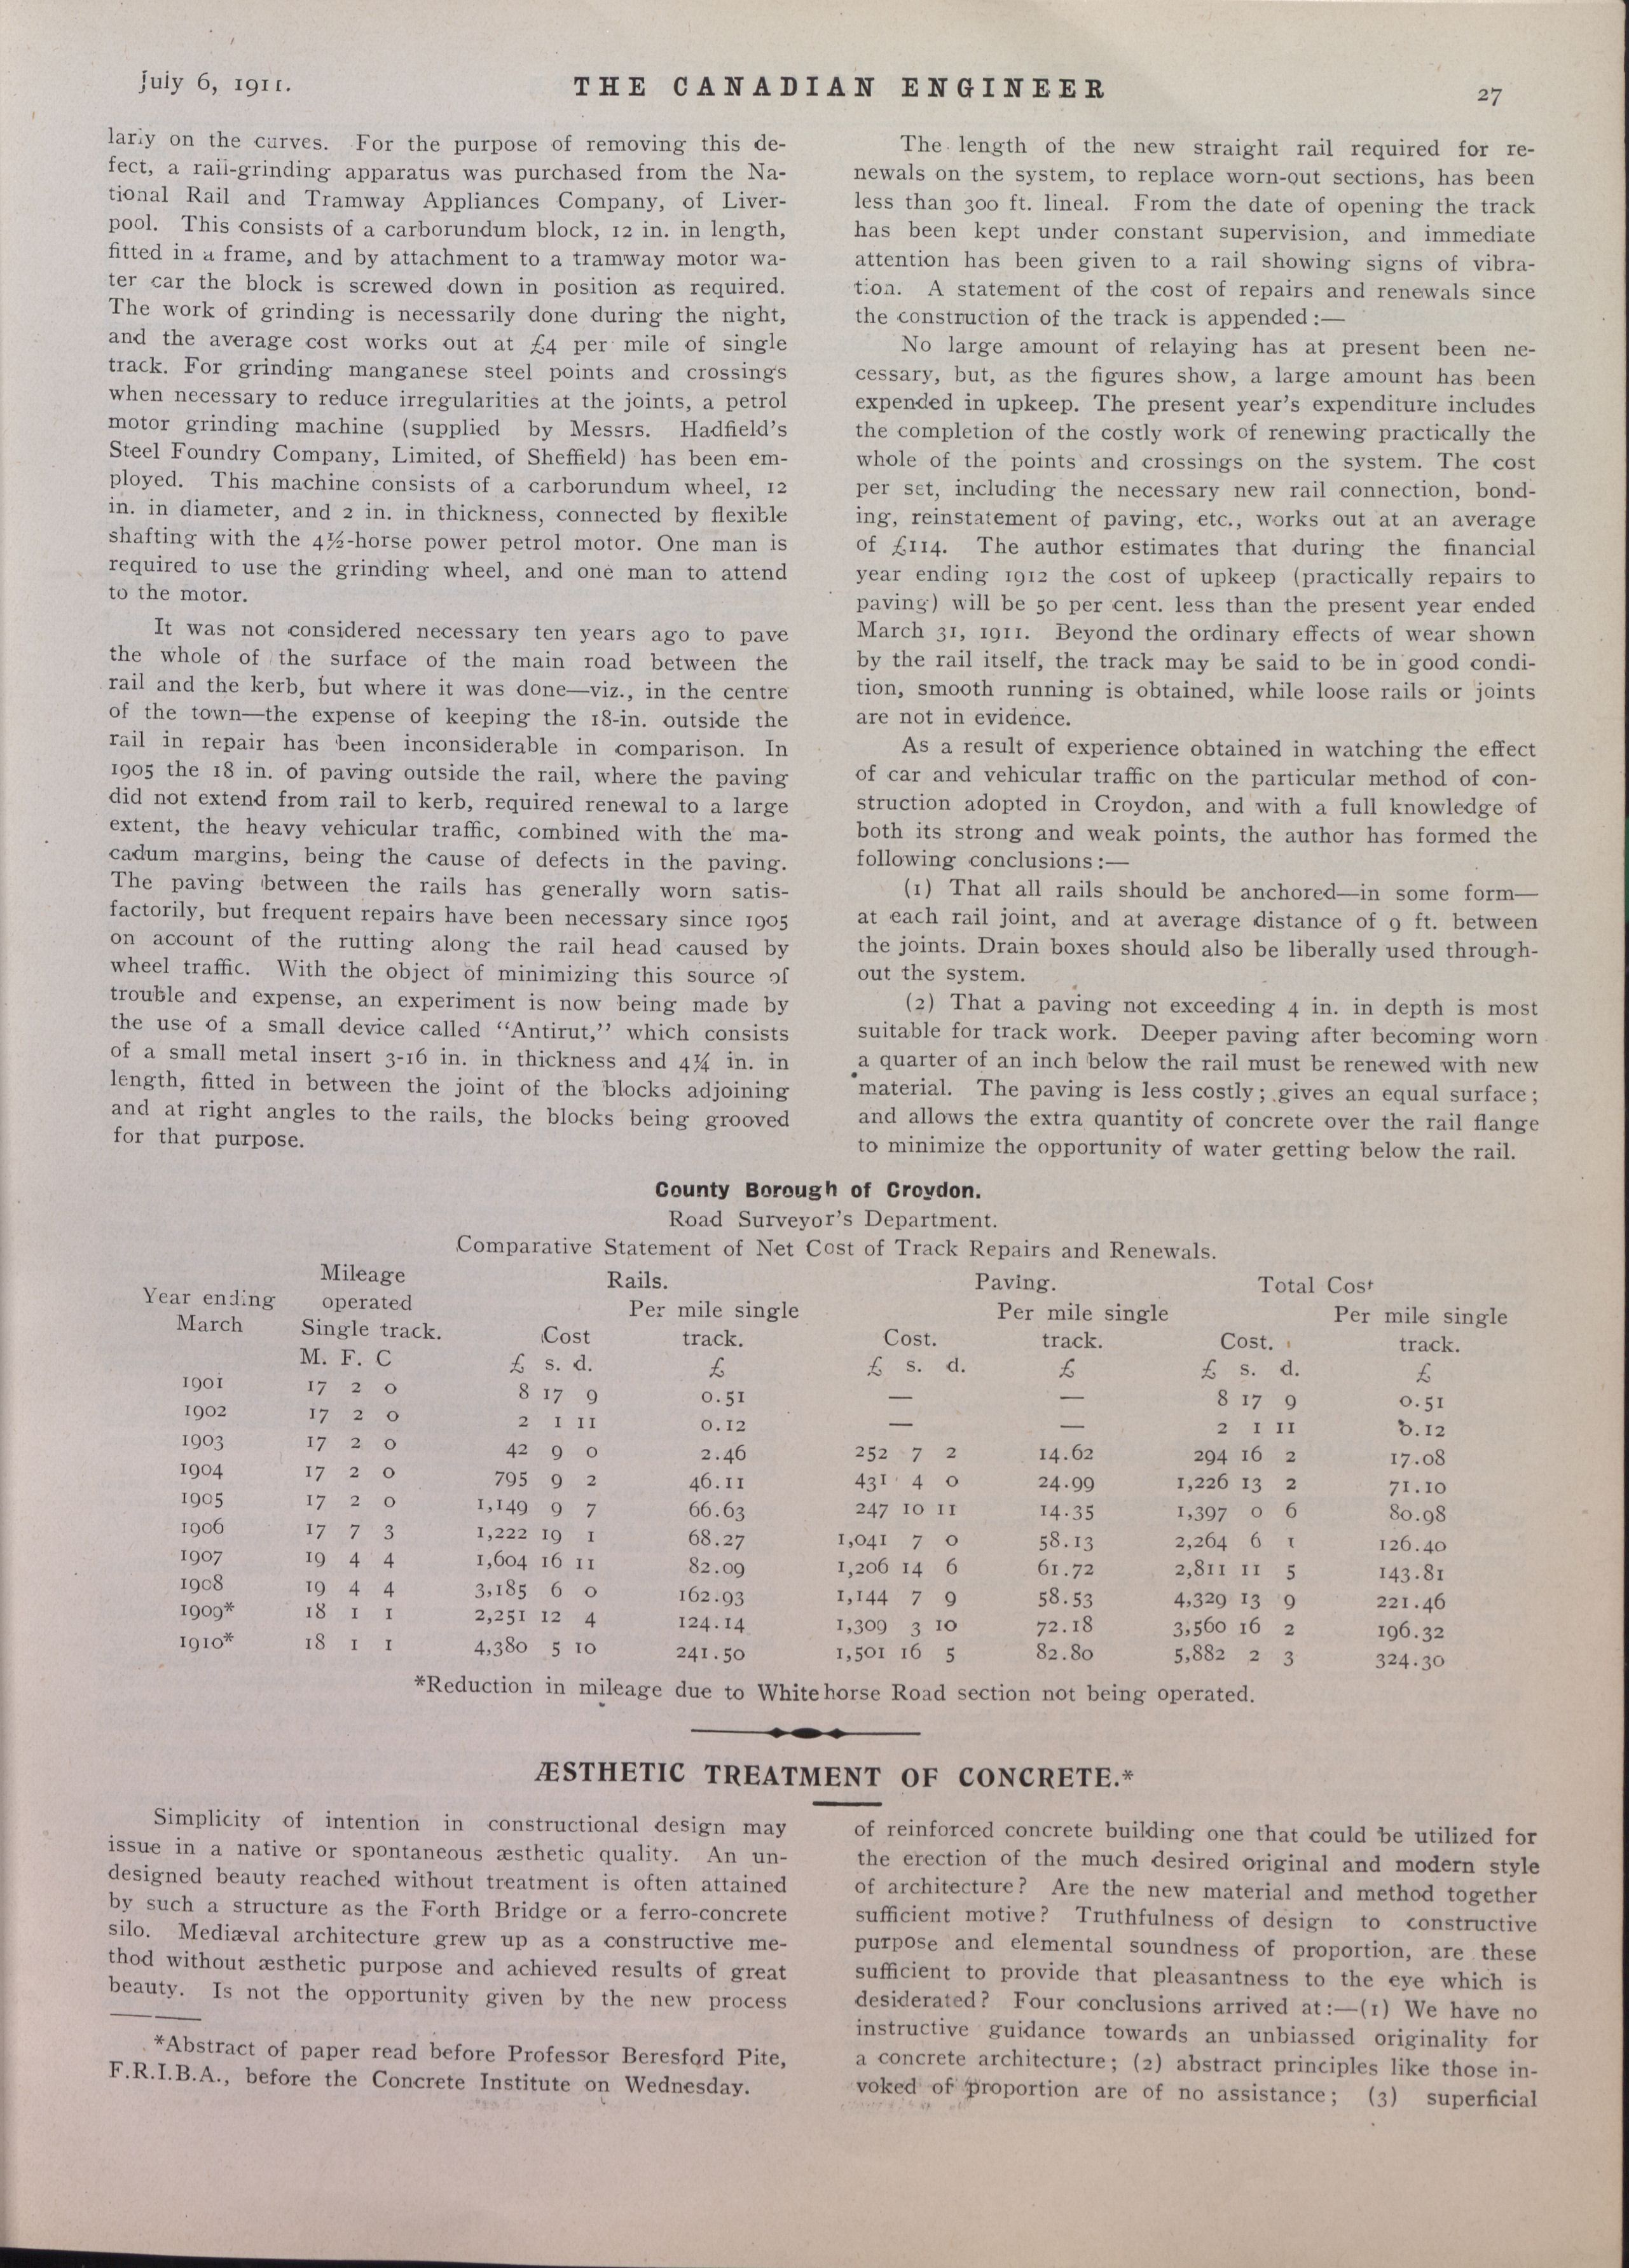 July 6, 1911.
THE CANADIAN ENGINEER
27
larly on the curves. For the purpose of removing this de-
fect, a rail-grinding apparatus was purchased from the Na-
tional Rail and Tramway Appliances Company, of Liver-
pool. This consists of a carborundum block, 12 in. in length,
fitted in a frame, and by attachment to a tramway motor wa-
ter car the block is screwed down in position as required.
The work of grinding is necessarily done during the night,
and the average cost works out at £4 per mile of single
track. For grinding manganese steel points and crossings
when necessary to reduce irregularities at the joints, a petrol
motor grinding machine (supplied by Messrs. Hadfield's
Steel Foundry Company, Limited, of Sheffield) has been em-
ployed. This machine consists of a carborundum wheel, 12
in. in diameter, and 2 in. in thickness, connected by flexible
shafting with the 4½-horse power petrol motor. One man is
required to use the grinding wheel, and one man to attend
to the motor.
It was not considered necessary ten years ago to pave
the whole of the surface of the main road between the
rail and the kerb, but where it was done—viz., in the centre
of the town—the expense of keeping the 18-in. outside the
rail in repair has been inconsiderable in comparison. In
1905 the 18 in. of paving outside the rail, where the paving
did not extend from rail to kerb, required renewal to a large
extent, the heavy vehicular traffic, combined with the ma-
cadum margins, being the cause of defects in the paving.
The paving between the rails has generally worn satis-
factorily, but frequent repairs have been necessary since 1905
on account of the rutting along the rail head caused by
wheel traffic. With the object of minimizing this source of
trouble and expense, an experiment is now being made by
the use of a small device called "Antirut," which consists
of a small metal insert 3-16 in. in thickness and 4¼ in. in
length, fitted in between the joint of the blocks adjoining
and at right angles to the rails, the blocks being grooved
for that purpose.
The length of the new straight rail required for re-
newals on the system, to replace worn-out sections, has been
less than 300 ft. lineal. From the date of opening the track
has been kept under constant supervision, and immediate
attention has been given to a rail showing signs of vibra-
tion. A statement of the cost of repairs and renewals since
the construction of the track is appended:—
No large amount of relaying has at present been ne-
cessary, but, as the figures show, a large amount has been
expended in upkeep. The present year's expenditure includes
the completion of the costly work of renewing practically the
whole of the points and crossings on the system. The cost
per set, including the necessary new rail connection, bond-
ing, reinstatement of paving, etc., works out at an average
of £114. The author estimates that during the financial
year ending 1912 the cost of upkeep (practically repairs to
paving) will be 50 per cent. less than the present year ended
March 31, 1911. Beyond the ordinary effects of wear shown
by the rail itself, the track may be said to be in good condi-
tion, smooth running is obtained, while loose rails or joints
are not in evidence.
As a result of experience obtained in watching the effect
of car and vehicular traffic on the particular method of con-
struction adopted in Croydon, and with a full knowledge of
both its strong and weak points, the author has formed the
following conclusions:—
(1) That all rails should be anchored—in some form—
at each rail joint, and at average distance of 9 ft. between
the joints. Drain boxes should also be liberally used through-
out the system.
(2) That a paving not exceeding 4 in. in depth is most
suitable for track work. Deeper paving after becoming worn
a quarter of an inch below the rail must be renewed with new
material. The paving is less costly; gives an equal surface;
and allows the extra quantity of concrete over the rail flange
to minimize the opportunity of water getting below the rail.
County Borough of Croydon.
Road Surveyor's Department.
Comparative Statement of Net Cost of Track Repairs and Renewals.
Mileage Rails. Paving. Total Cost
Year ending operated Per mile single Per mile single Per mile single
March Single track. Cost track. Cost. track. Cost. track.
M. F. C £ s. d. £ £ s. d. £ £ s. d. £
1901 17 2 0 8 17 9 0.51 — — 8 17 9 0.51
1902 17 2 0 2 1 11 0.12 — — 2 1 11 0.12
1903 17 2 0 42 9 0 2.46 252 7 2 14.62 294 16 2 17.08
1904 17 2 0 795 9 2 46.11 431 4 0 24.99 1,226 13 2 71.10
1905 17 2 0 1,149 9 7 66.63 247 10 11 14.35 1,397 0 6 80.98
1906 17 7 3 1,222 19 1 68.27 1,041 7 0 58.13 2,264 6 1 126.40
1907 19 4 4 1,604 16 11 82.09 1,206 14 6 61.72 2,811 11 5 143.81
1908 19 4 4 3,185 6 0 162.93 1,144 7 9 58.53 4,329 13 9 221.46
1909* 18 1 1 2,251 12 4 124.14 1,309 3 10 72.18 3,560 16 2 196.32
1910* 18 1 1 4,380 5 10 241.50 1,501 16 5 82.80 5,882 2 3 324.30
*Reduction in mileage due to Whitehorse Road section not being operated.
ÆSTHETIC TREATMENT OF CONCRETE.*
Simplicity of intention in constructional design may
issue in a native or spontaneous æsthetic quality. An un-
designed beauty reached without treatment is often attained
by such a structure as the Forth Bridge or a ferro-concrete
silo. Mediæval architecture grew up as a constructive me-
thod without æsthetic purpose and achieved results of great
beauty. Is not the opportunity given by the new process
*Abstract of paper read before Professor Beresford Pite,
F.R.I.B.A., before the Concrete Institute on Wednesday.
of reinforced concrete building one that could be utilized for
the erection of the much desired original and modern style
of architecture? Are the new material and method together
sufficient motive? Truthfulness of design to constructive
purpose and elemental soundness of proportion, are these
sufficient to provide that pleasantness to the eye which is
desiderated? Four conclusions arrived at:—(1) We have no
instructive guidance towards an unbiassed originality for
a concrete architecture; (2) abstract principles like those in-
voked of proportion are of no assistance; (3) superficial